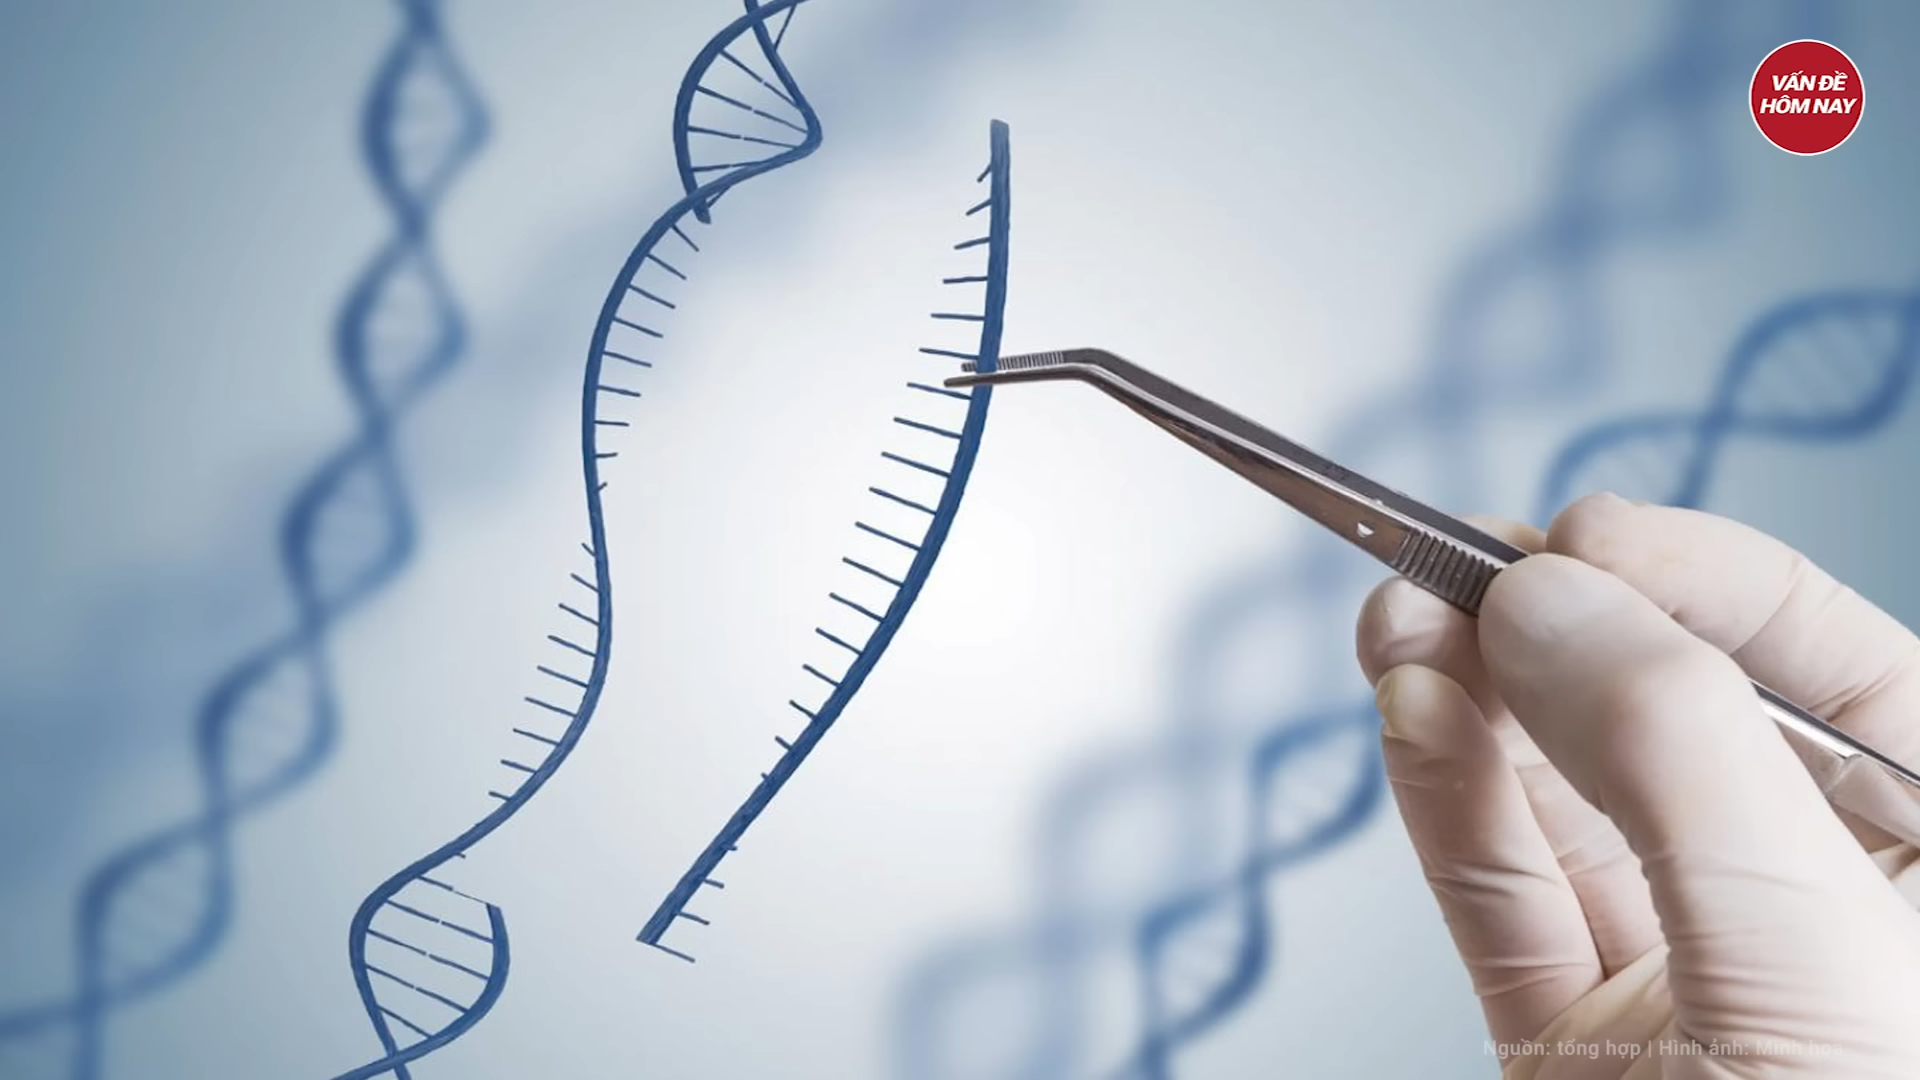 VẤN ĐỀ
HÔM NAY
Nguồn: tổng hợp | Hình ảnh: Minh họa